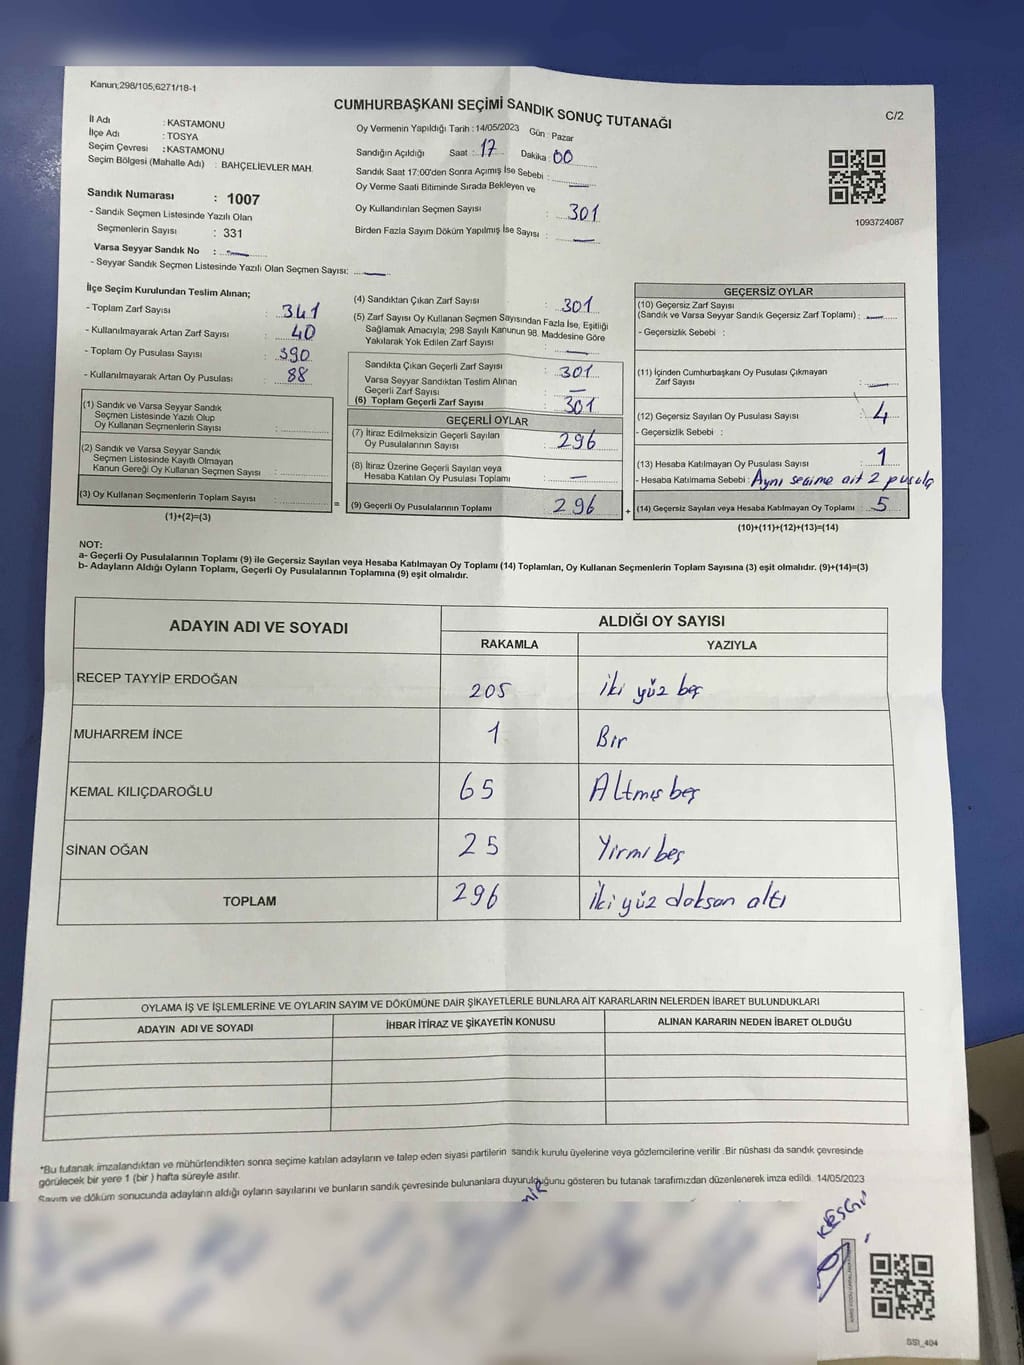 Kanun;298/105,6271/18-1
CUMHURBAŞKANI SEÇİMİ SANDIK SONUÇ TUTANAĞI
C/2
İl Adı : KASTAMONU
İlçe Adı : TOSYA
Seçim Çevresi : KASTAMONU
Seçim Bölgesi (Mahalle Adı) : BAHÇELİEVLER MAH.
Sandık Numarası : 1007
- Sandık Seçmen Listesinde Yazılı Olan
Seçmenlerin Sayısı : 331
Varsa Seyyar Sandık No :
- Seyyar Sandık Seçmen Listesinde Yazılı Olan Seçmen Sayısı:
Oy Vermenin Yapıldığı Tarih : 14/05/2023 Gün : Pazar
Sandığın Açıldığı Saat : 17 Dakika : 00
Sandık Saat 17:00'den Sonra Açımış İse Sebebi :
Oy Verme Saati Bitiminde Sırada Bekleyen ve
Oy Kullandırılan Seçmen Sayısı : 301
Birden Fazla Sayım Döküm Yapılmış İse Sayısı :
1093724087
İlçe Seçim Kurulundan Teslim Alınan;
- Toplam Zarf Sayısı : 341
- Kullanılmayarak Artan Zarf Sayısı : 40
- Toplam Oy Pusulası Sayısı : 390
- Kullanılmayarak Artan Oy Pusulası : 88
(1) Sandık ve Varsa Seyyar Sandık
Seçmen Listesinde Yazılı Olup
Oy Kullanan Seçmenlerin Sayısı :
(2) Sandık ve Varsa Seyyar Sandık
Seçmen Listesinde Kayıtlı Olmayan
Kanun Gereği Oy Kullanan Seçmen Sayısı :
(3) Oy Kullanan Seçmenlerin Toplam Sayısı :
(1)+(2)=(3)
=
(4) Sandıktan Çıkan Zarf Sayısı : 301
(5) Zarf Sayısı Oy Kullanan Seçmen Sayısından Fazla İse, Eşitliği
Sağlamak Amacıyla, 298 Sayılı Kanunun 98. Maddesine Göre
Yakılarak Yok Edilen Zarf Sayısı :
Sandıkta Çıkan Geçerli Zarf Sayısı : 301
Varsa Seyyar Sandıktan Teslim Alınan
Geçerli Zarf Sayısı : —
(6) Toplam Geçerli Zarf Sayısı : 301
GEÇERLİ OYLAR
(7) İtiraz Edilmeksizin Geçerli Sayılan
Oy Pusulalarının Sayısı : 296
(8) İtiraz Üzerine Geçerli Sayılan veya
Hesaba Katılan Oy Pusulası Toplamı : —
(9) Geçerli Oy Pusulalarının Toplamı : 296
+
GEÇERSİZ OYLAR
(10) Geçersiz Zarf Sayısı
(Sandık ve Varsa Seyyar Sandık Geçersiz Zarf Toplamı) :
- Geçersizlik Sebebi :
(11) İçinden Cumhurbaşkanı Oy Pusulası Çıkmayan
Zarf Sayısı : —
(12) Geçersiz Sayılan Oy Pusulası Sayısı : 4
- Geçersizlik Sebebi :
(13) Hesaba Katılmayan Oy Pusulası Sayısı : 1
- Hesaba Katılmama Sebebi : Aynı seçime ait 2 pusula
(14) Geçersiz Sayılan veya Hesaba Katılmayan Oy Toplamı : 5
(10)+(11)+(12)+(13)=(14)
NOT:
a- Geçerli Oy Pusulalarının Toplamı (9) ile Geçersiz Sayılan veya Hesaba Katılmayan Oy Toplamı (14) Toplamları, Oy Kullanan Seçmenlerin Toplam Sayısına (3) eşit olmalıdır. (9)+(14)=(3)
b- Adayların Aldığı Oyların Toplamı, Geçerli Oy Pusulalarının Toplamına (9) eşit olmalıdır.
ADAYIN ADI VE SOYADI
ALDIĞI OY SAYISI
RAKAMLA YAZIYLA
RECEP TAYYİP ERDOĞAN 205 İki yüz beş
MUHARREM İNCE 1 Bir
KEMAL KILIÇDAROĞLU 65 Altmış beş
SİNAN OĞAN 25 Yirmi beş
TOPLAM 296 İki yüz doksan altı
OYLAMA İŞ VE İŞLEMLERİNE VE OYLARIN SAYIM VE DÖKÜMÜNE DAİR ŞİKAYETLERLE BUNLARA AİT KARARLARIN NELERDEN İBARET BULUNDUKLARI
ADAYIN ADI VE SOYADI İHBAR İTİRAZ VE ŞİKAYETİN KONUSU ALINAN KARARIN NEDEN İBARET OLDUĞU
*Bu tutanak imzalandıktan ve mühürlendikten sonra seçime katılan adayların ve talep eden siyasi partilerin sandık kurulu üyelerine veya gözlemcilerine verilir .Bir nüshası da sandık çevresinde
görülecek bir yere 1 (bir ) hafta süreyle asılır.
Sayım ve döküm sonucunda adayların aldığı oyların sayılarını ve bunların sandık çevresinde bulunanlara duyurulduğunu gösteren bu tutanak tarafımızdan düzenlenerek imza edildi. 14/05/2023